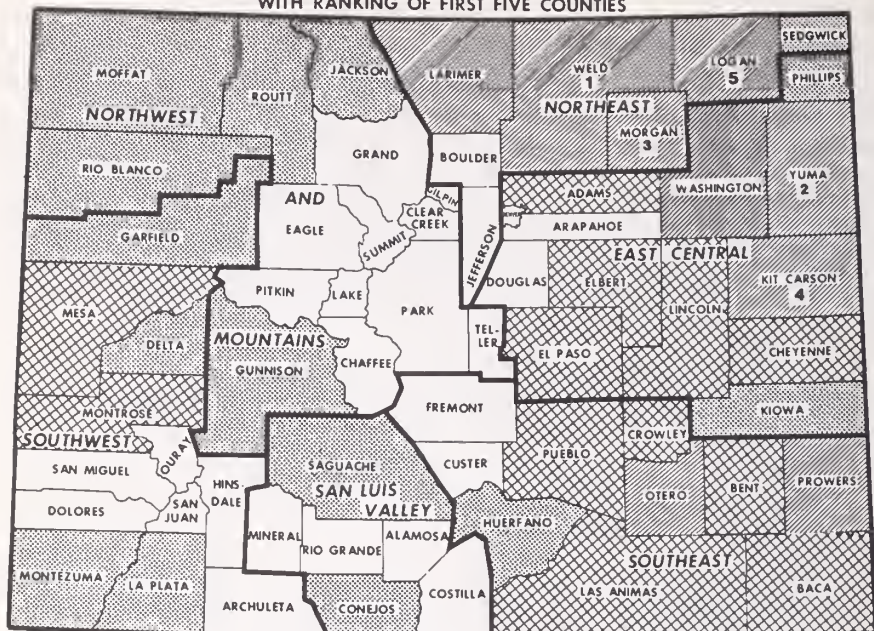 WITH RANKING OF FIRST FIVE COUNTIES
SEDGWICK
MOFFAT
JACKSON
LARIMER
WELD
1
LOGAN
5
PHILLIPS
ROUTT
NORTHWEST
NORTHEAST
MORGAN
3
RIO BLANCO
GRAND
BOULDER
WASHINGTON
YUMA
2
GILPIN
ADAMS
AND
CLEAR
CREEK
DENVER
ARAPAHOE
GARFIELD
EAGLE
SUMMIT
JEFFERSON
EAST CENTRAL
DOUGLAS
ELBERT
KIT CARSON
4
PITKIN
LAKE
PARK
LINCOLN
MESA
DELTA
MOUNTAINS
GUNNISON
CHAFFEE
TEL-
LER
EL PASO
CHEYENNE
MONTROSE
FREMONT
KIOWA
SOUTHWEST
OURAY
CROWLEY
SAN MIGUEL
SAGUACHE
CUSTER
PUEBLO
BENT
PROWERS
HINS-
DALE
SAN LUIS
VALLEY
OTERO
DOLORES
SAN
JUAN
HUERFANO
MINERAL
RIO GRANDE
ALAMOSA
SOUTHEAST
MONTEZUMA
LA PLATA
LAS ANIMAS
BACA
ARCHULETA
CONEJOS
COSTILLA